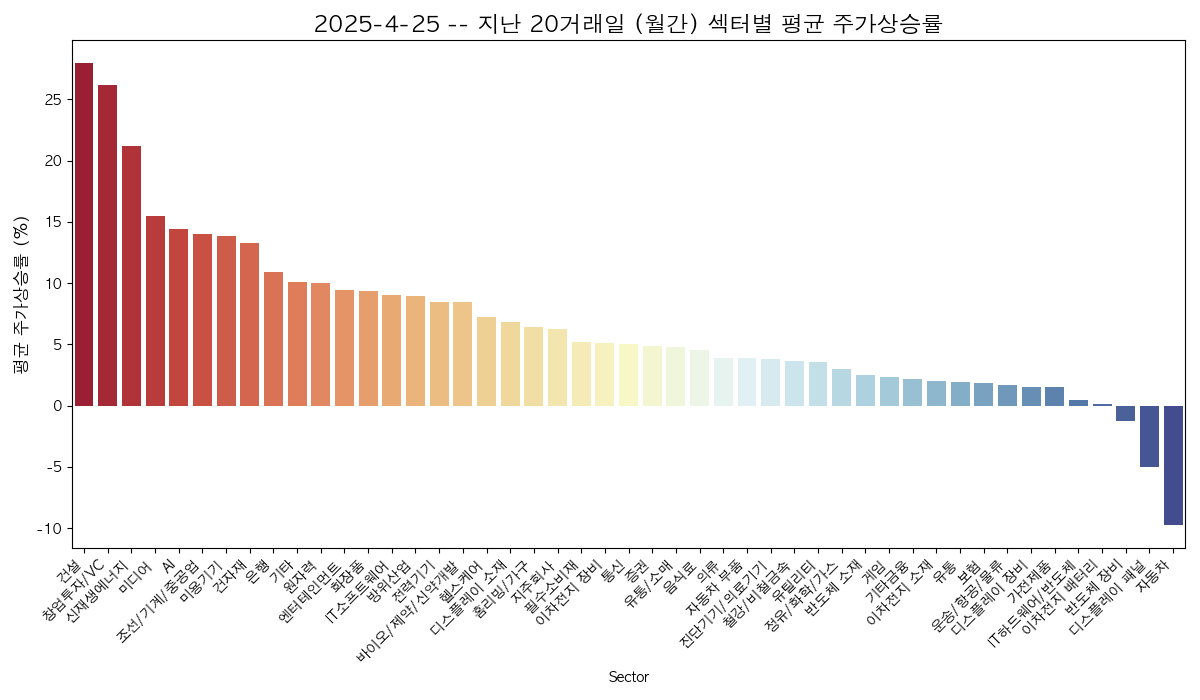 2025-4-25 -- 지난 20거래일 (월간) 섹터별 평균 주가상승률
평균 주가상승률 (%)
25
20
15
10
5
0
-5
-10
건설
창업투자/VC
신재생에너지
미디어
AI
조선/기계/중공업
미용기기
건자재
은행
기타
원자력
엔터테인먼트
화장품
IT소프트웨어
방위산업
전력기기
바이오/제약/신약개발
헬스케어
디스플레이 소재
홈리빙/가구
지주회사
필수소비재
이차전지 장비
통신
증권
유통/소매
음식료
의류
자동차 부품
진단기기/의료기기
철강/비철금속
유틸리티
정유/화학/가스
반도체 소재
게임
기타금융
이차전지 소재
유통
보험
운송/항공/물류
디스플레이 장비
가전제품
IT하드웨어/반도체
이차전지 배터리
반도체 장비
디스플레이 패널
자동차
Sector